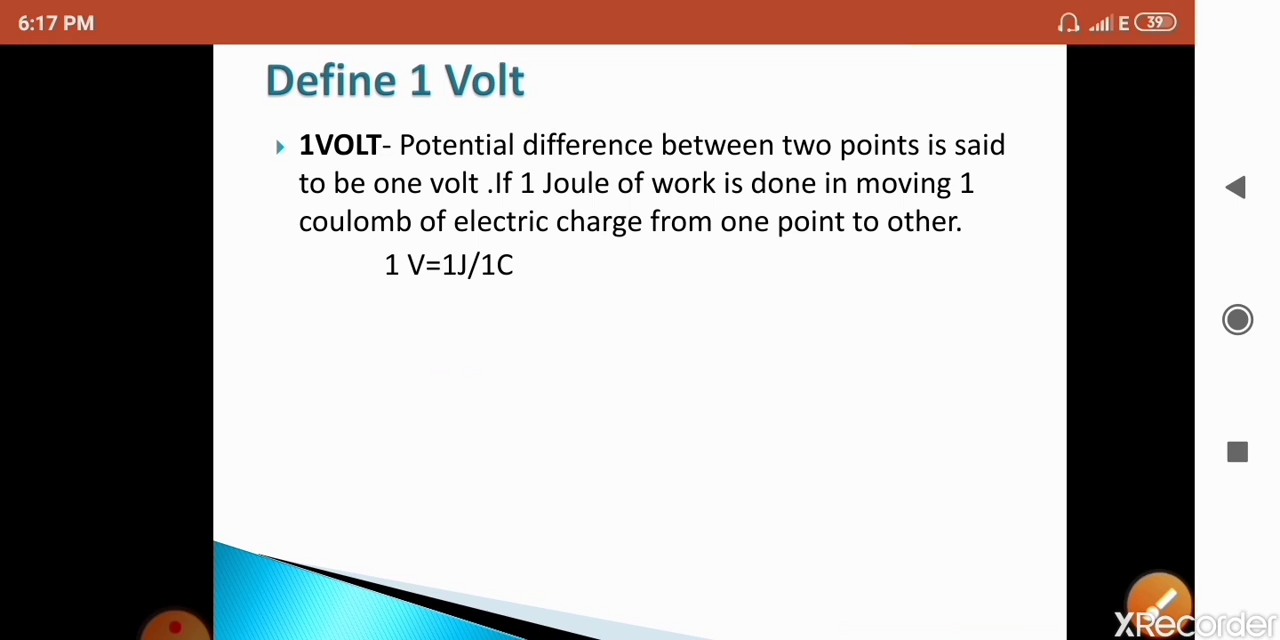 6:17 PM
E 39
Define 1 Volt
1VOLT- Potential difference between two points is said
to be one volt .If 1 Joule of work is done in moving 1
coulomb of electric charge from one point to other.
1 V=1J/1C
XRecorder